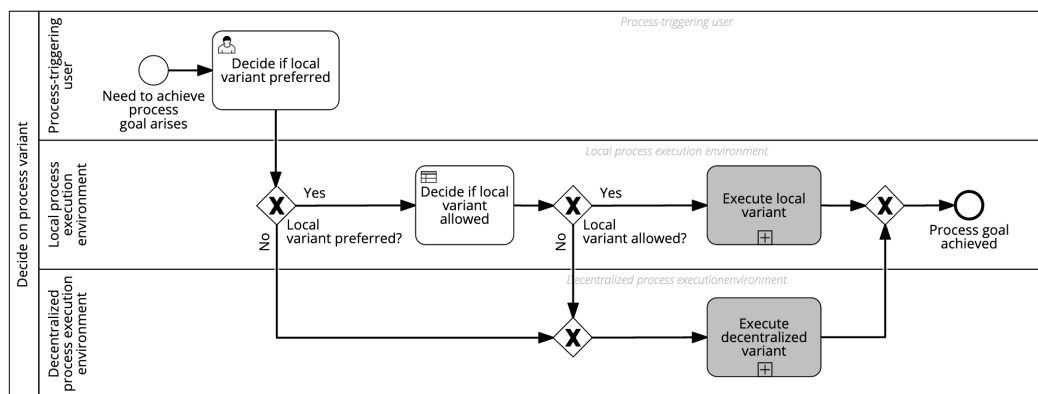 Decide on process variant
Process-triggering
user
Process-triggering user
Decide if local
variant preferred
Need to achieve
process
goal arises
Local process
execution
environment
Local process execution environment
Yes
Local
variant preferred?
No
Decide if local
variant
allowed
Yes
Local
variant allowed?
No
Execute local
variant
Process goal
achieved
Decentralized
process execution
environment
Decentralized process executionenvironment
Execute
decentralized
variant